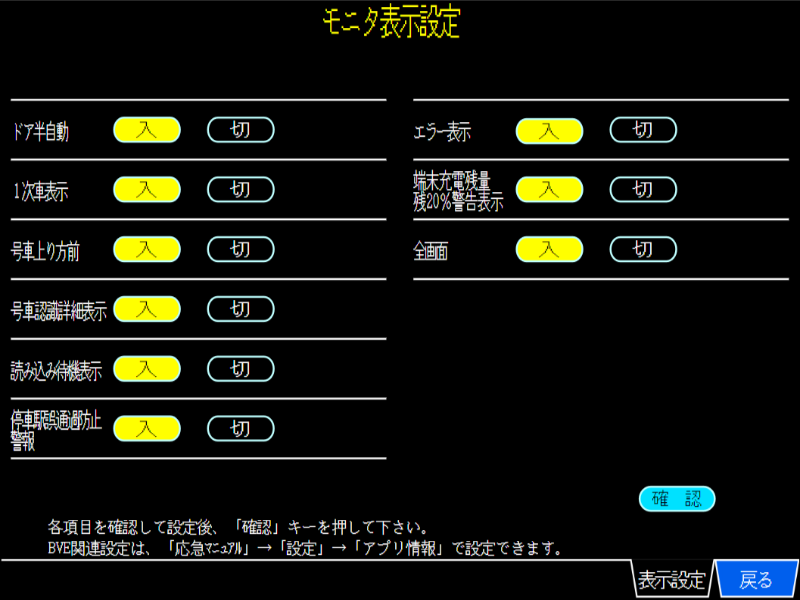 モニタ表示設定
ドア半自動 入 切
1次車表示 入 切
号車上り方前 入 切
号車認識詳細表示 入 切
読み込み待機表示 入 切
停車駅誤通過防止
警報 入 切
エラー表示 入 切
端末充電残量
残20%警告表示 入 切
全画面 入 切
確 認
各項目を確認して設定後、「確認」キーを押して下さい。
BVE関連設定は、「応急マニュアル」→「設定」→「アプリ情報」で設定できます。
表示設定 戻る